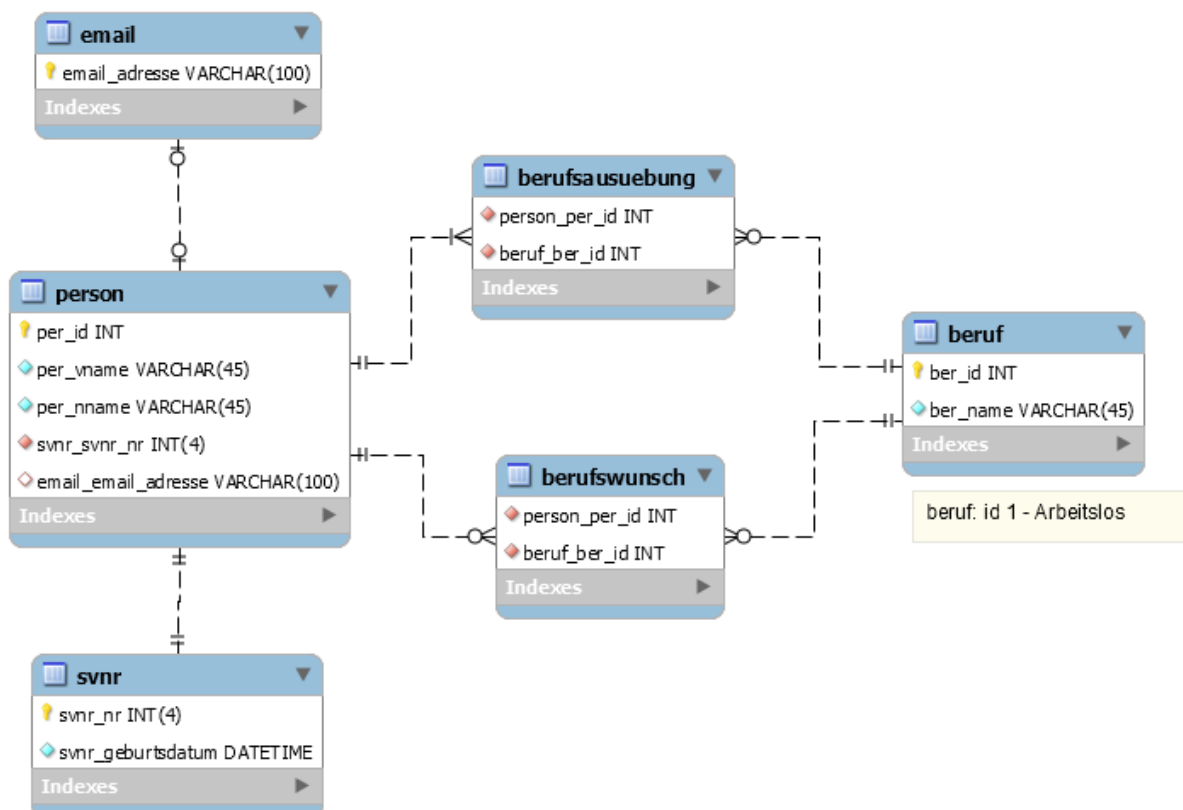 email
email_adresse VARCHAR(100)
Indexes
person
per_id INT
per_vname VARCHAR(45)
per_nname VARCHAR(45)
svnr_svnr_nr INT(4)
email_email_adresse VARCHAR(100)
Indexes
svnr
svnr_nr INT(4)
svnr_geburtsdatum DATETIME
Indexes
berufsausuebung
person_per_id INT
beruf_ber_id INT
Indexes
berufswunsch
person_per_id INT
beruf_ber_id INT
Indexes
beruf
ber_id INT
ber_name VARCHAR(45)
Indexes
beruf: id 1 - Arbeitslos